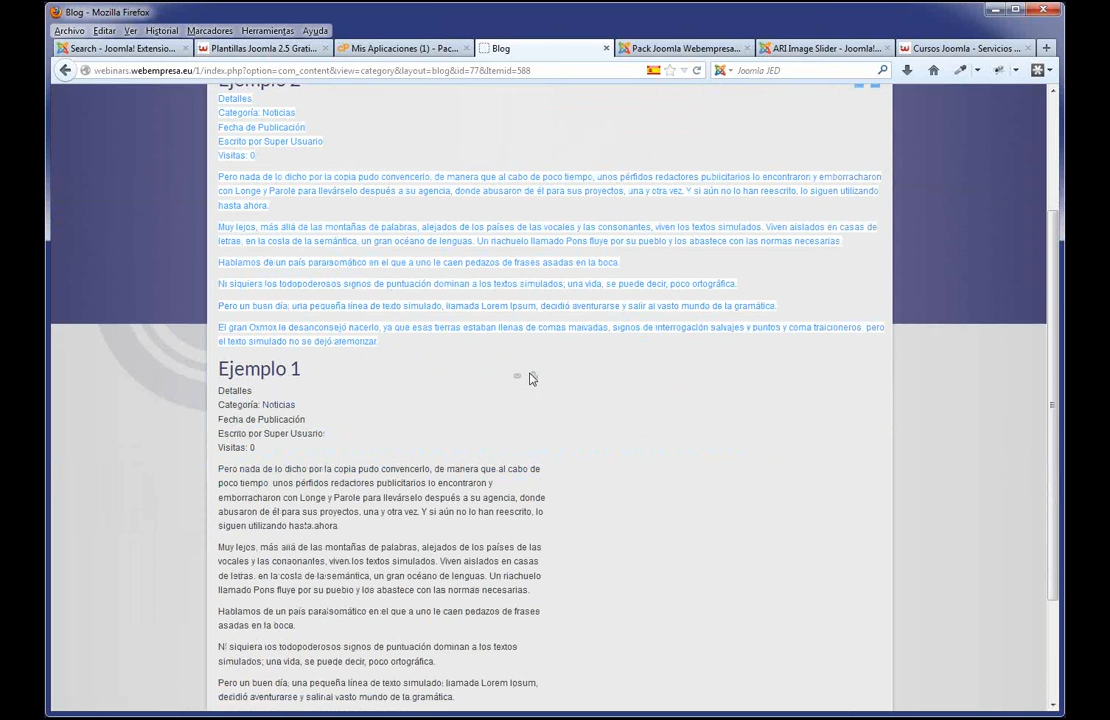 Blog - Mozilla Firefox
Archivo Editar Ver Historial Marcadores Herramientas Ayuda
Search - Joomla! Extensio... Plantillas Joomla 2.5 Grati... Mis Aplicaciones (1) - Pac... Blog Pack Joomla Webempresa... ARI Image Slider - Joomla!... Cursos Joomla - Servicios ...
webinars.webempresa.eu/1/index.php?option=com_content&view=category&layout=blog&id=77&Itemid=588
Joomla JED
Ejemplo 2
Detalles
Categoría: Noticias
Fecha de Publicación
Escrito por Super Usuario
Visitas: 0
Pero nada de lo dicho por la copia pudo convencerlo, de manera que al cabo de poco tiempo, unos pérfidos redactores publicitarios lo encontraron y emborracharon
con Longe y Parole para llevárselo después a su agencia, donde abusaron de él para sus proyectos, una y otra vez. Y si aún no lo han reescrito, lo siguen utilizando
hasta ahora.
Muy lejos, más allá de las montañas de palabras, alejados de los países de las vocales y las consonantes, viven los textos simulados. Viven aislados en casas de
letras, en la costa de la semántica, un gran océano de lenguas. Un riachuelo llamado Pons fluye por su pueblo y los abastece con las normas necesarias.
Hablamos de un país paraisomático en el que a uno le caen pedazos de frases asadas en la boca.
Ni siquiera los todopoderosos signos de puntuación dominan a los textos simulados; una vida, se puede decir, poco ortográfica.
Pero un buen día, una pequeña línea de texto simulado, llamada Lorem Ipsum, decidió aventurarse y salir al vasto mundo de la gramática.
El gran Oxmox le desanconsejó hacerlo, ya que esas tierras estaban llenas de comas malvadas, signos de interrogación salvajes y puntos y coma traicioneros, pero
el texto simulado no se dejó atemorizar.
Ejemplo 1
Detalles
Categoría: Noticias
Fecha de Publicación
Escrito por Super Usuario
Visitas: 0
Pero nada de lo dicho por la copia pudo convencerlo, de manera que al cabo de
poco tiempo, unos pérfidos redactores publicitarios lo encontraron y
emborracharon con Longe y Parole para llevárselo después a su agencia, donde
abusaron de él para sus proyectos, una y otra vez. Y si aún no lo han reescrito, lo
siguen utilizando hasta ahora.
Muy lejos, más allá de las montañas de palabras, alejados de los países de las
vocales y las consonantes, viven los textos simulados. Viven aislados en casas
de letras, en la costa de la semántica, un gran océano de lenguas. Un riachuelo
llamado Pons fluye por su pueblo y los abastece con las normas necesarias.
Hablamos de un país paraisomático en el que a uno le caen pedazos de frases
asadas en la boca.
Ni siquiera los todopoderosos signos de puntuación dominan a los textos
simulados; una vida, se puede decir, poco ortográfica.
Pero un buen día, una pequeña línea de texto simulado, llamada Lorem Ipsum,
decidió aventurarse y salir al vasto mundo de la gramática.